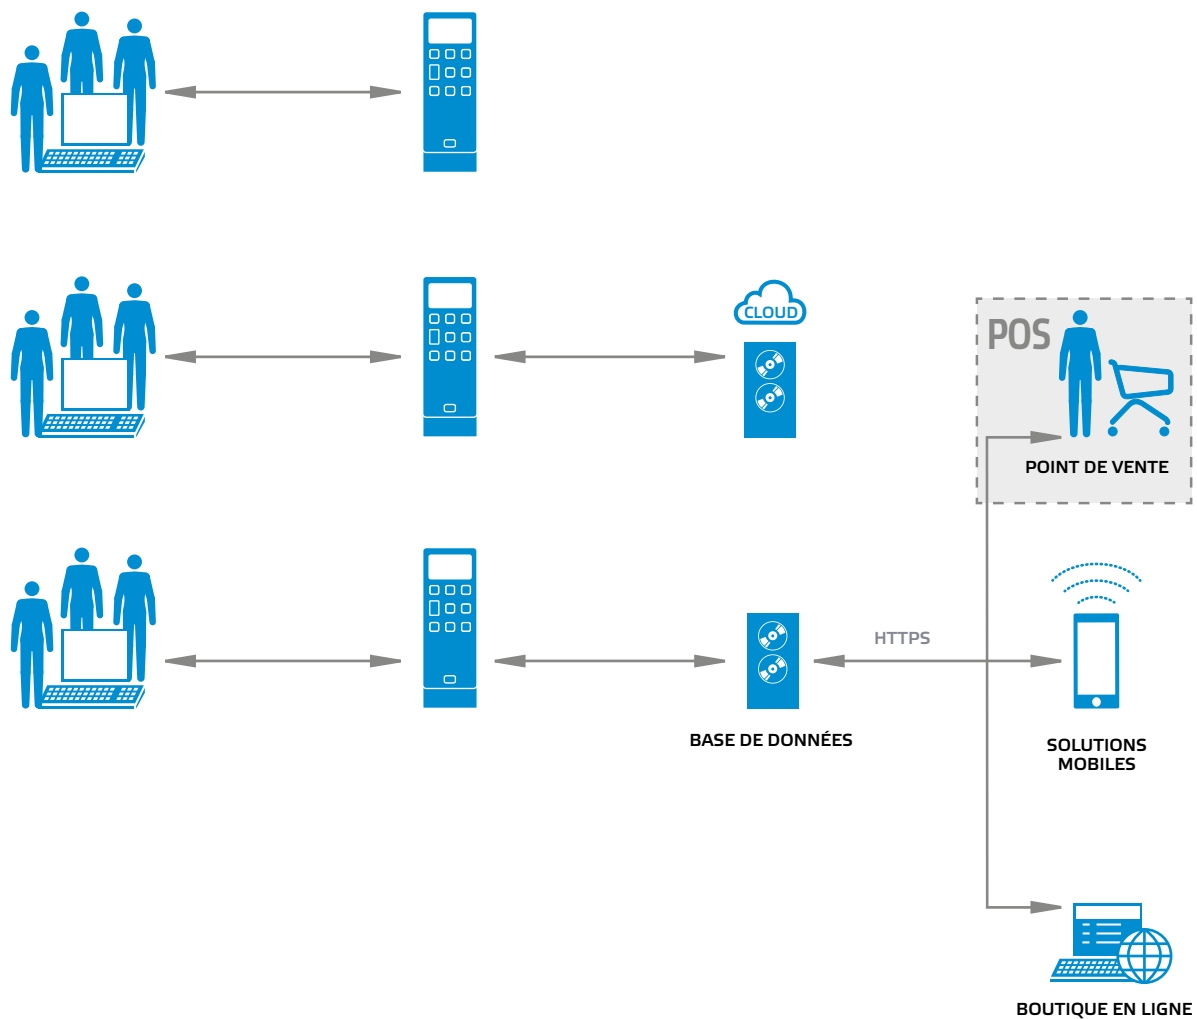 CLOUD
POS
POINT DE VENTE
HTTPS
BASE DE DONNÉES
SOLUTIONS
MOBILES
BOUTIQUE EN LIGNE